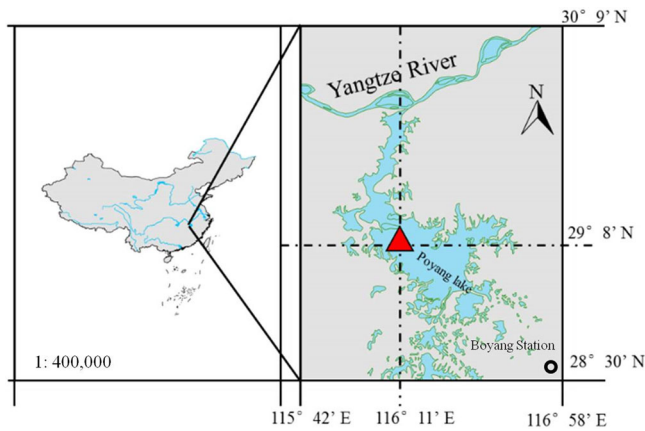 30° 9’ N
Yangtze River
N
29° 8’ N
Poyang lake
Boyang Station
1: 400,000
28° 30’ N
115° 42’ E
116° 11’ E
116° 58’ E